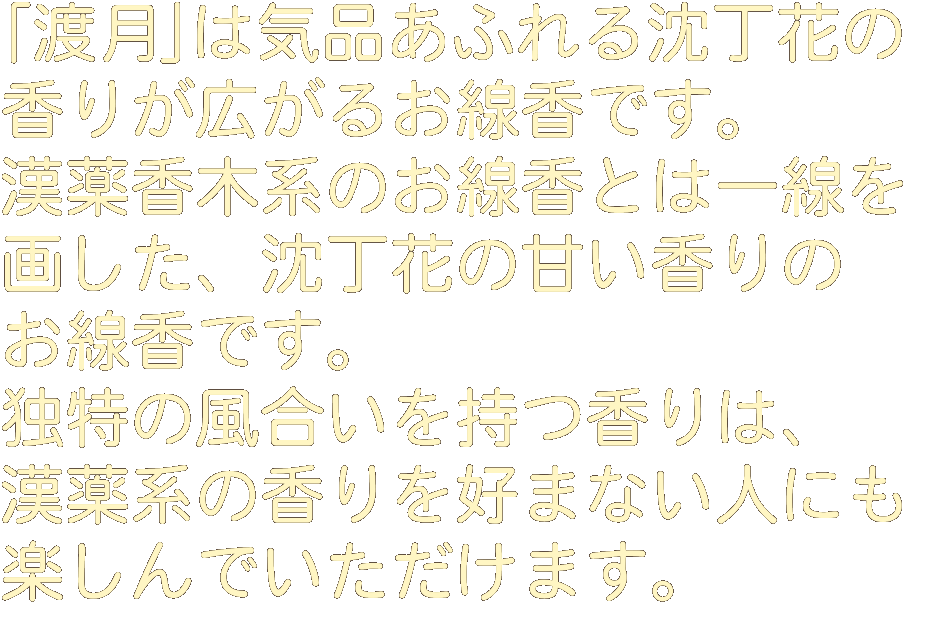 「渡月」は気品あふれる沈丁花の
香りが広がるお線香です。
漢薬香木系のお線香とは一線を
画した、沈丁花の甘い香りの
お線香です。
独特の風合いを持つ香りは、
漢薬系の香りを好まない人にも
楽しんでいただけます。